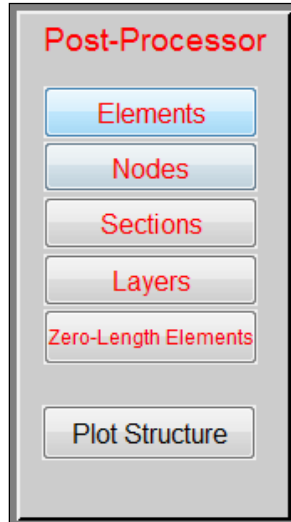 Post-Processor
Elements
Nodes
Sections
Layers
Zero-Length Elements
Plot Structure